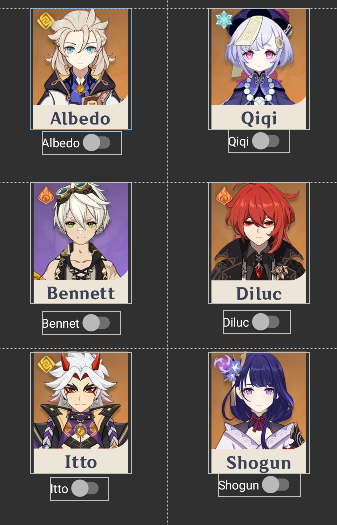 Albedo
Qiqi
Albedo
Qiqi
Bennett
Diluc
Bennet
Diluc
Itto
Shogun
Itto
Shogun